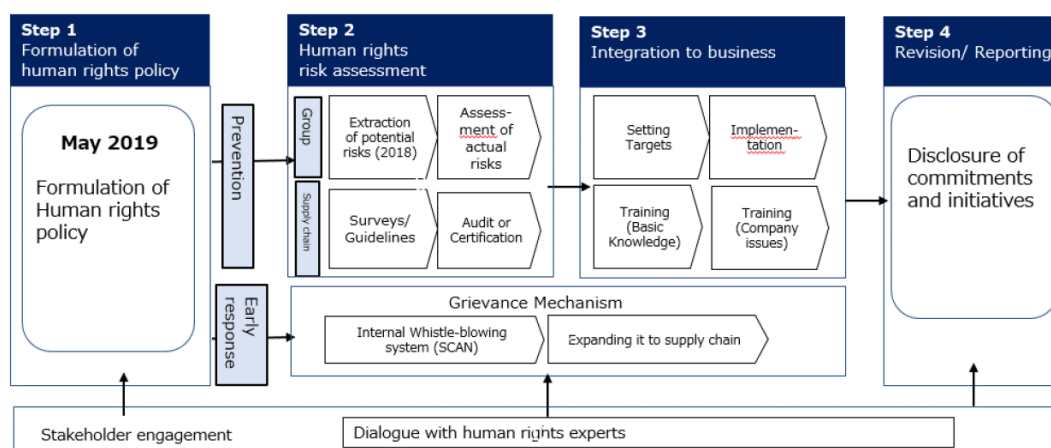 Step 1
Formulation of
human rights policy
Step 2
Human rights
risk assessment
Step 3
Integration to business
Step 4
Revision/ Reporting
May 2019
Formulation of
Human rights
policy
Prevention
Group
Extraction
of potential
risks (2018)
Assess-
ment of
actual
risks
Supply chain
Surveys/
Guidelines
Audit or
Certification
Setting
Targets
Implemen-
tation
Training
(Basic
Knowledge)
Training
(Company
issues)
Disclosure of
commitments
and initiatives
Early
response
Grievance Mechanism
Internal Whistle-blowing
system (SCAN)
Expanding it to supply chain
Stakeholder engagement
Dialogue with human rights experts